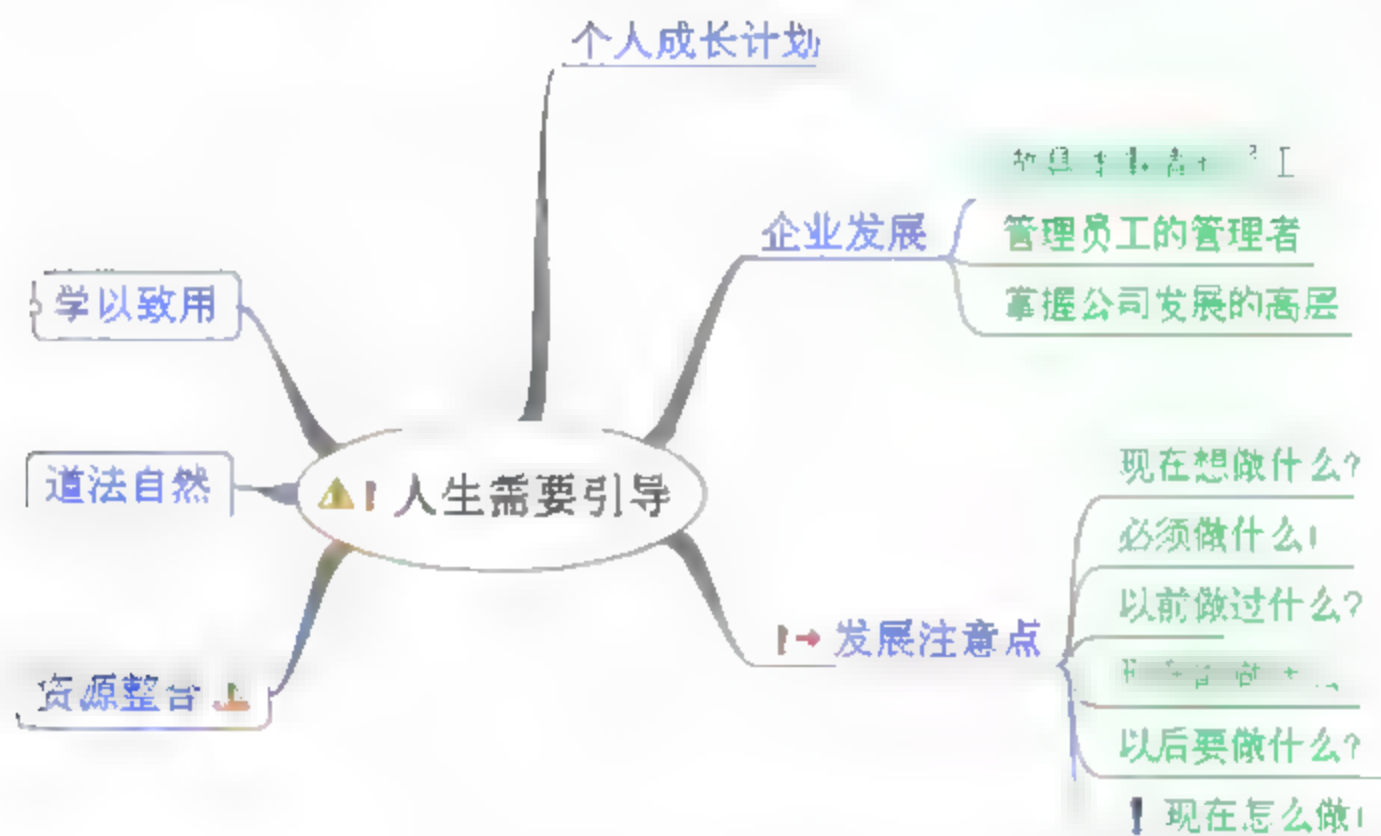 个人成长计划
企业发展
管理员工的管理者
掌握公司发展的高层
学以致用
道法自然
人生需要引导
资源整合
发展注意点
现在想做什么?
必须做什么!
以前做过什么?
以后要做什么?
现在怎么做!